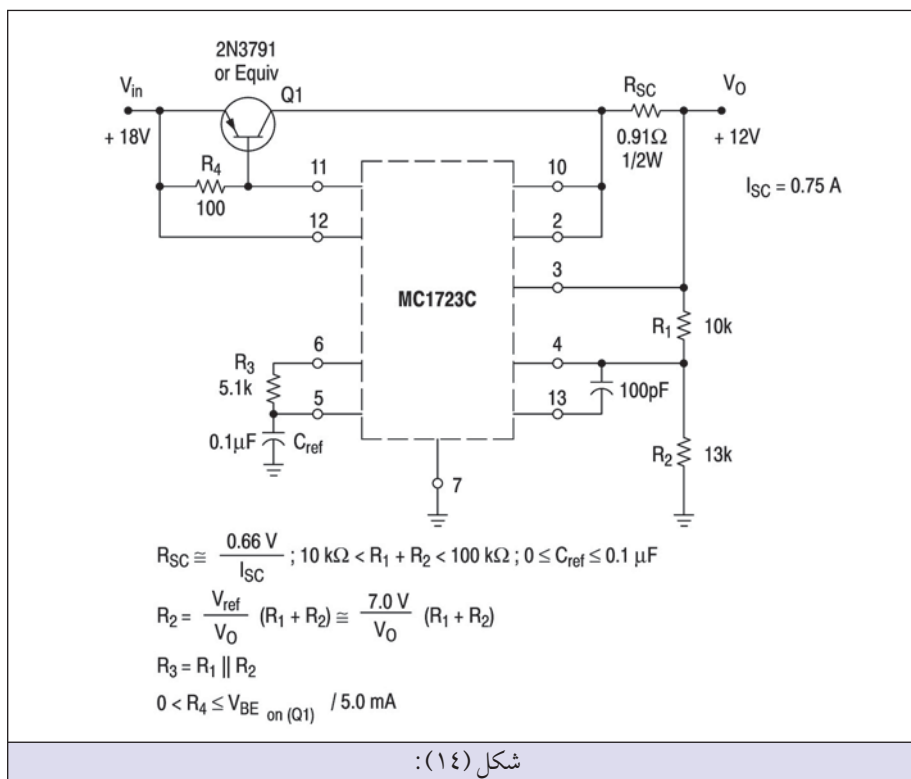 2N3791
or Equiv
Q1
Vin
+ 18V
R4
100
11
12
RSC
0.91Ω
1/2W
VO
+ 12V
ISC = 0.75 A
10
2
3
MC1723C
R1
10k
6
4
R3
5.1k
5
13
100pF
0.1µF
Cref
R2
13k
7
RSC ≅ 0.66 V / ISC ; 10 kΩ < R1 + R2 < 100 kΩ ; 0 ≤ Cref ≤ 0.1 µF
R2 = Vref / VO (R1 + R2) ≅ 7.0 V / VO (R1 + R2)
R3 = R1 || R2
0 < R4 ≤ VBE on (Q1) / 5.0 mA
شكل (١٤):